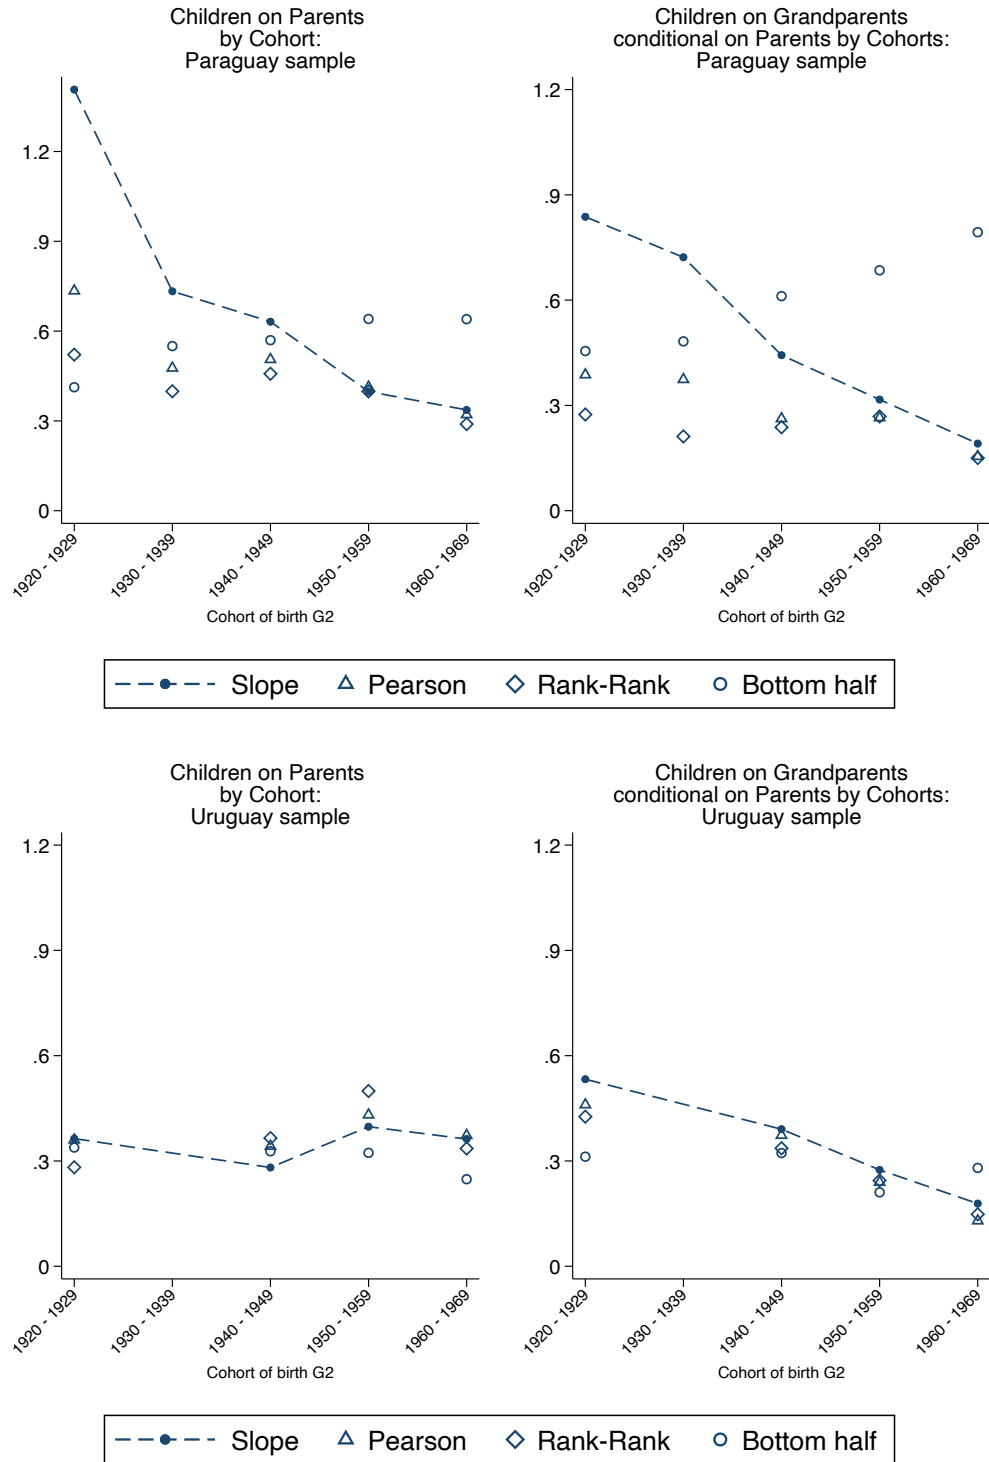 Children on Parents
by Cohort:
Paraguay sample
1.2
.9
.6
.3
0
1920 - 1929
1930 - 1939
1940 - 1949
1950 - 1959
1960 - 1969
Cohort of birth G2
Children on Grandparents
conditional on Parents by Cohorts:
Paraguay sample
1.2
.9
.6
.3
0
1920 - 1929
1930 - 1939
1940 - 1949
1950 - 1959
1960 - 1969
Cohort of birth G2
Slope Pearson Rank-Rank Bottom half
Children on Parents
by Cohort:
Uruguay sample
1.2
.9
.6
.3
0
1920 - 1929
1930 - 1939
1940 - 1949
1950 - 1959
1960 - 1969
Cohort of birth G2
Children on Grandparents
conditional on Parents by Cohorts:
Uruguay sample
1.2
.9
.6
.3
0
1920 - 1929
1930 - 1939
1940 - 1949
1950 - 1959
1960 - 1969
Cohort of birth G2
Slope Pearson Rank-Rank Bottom half